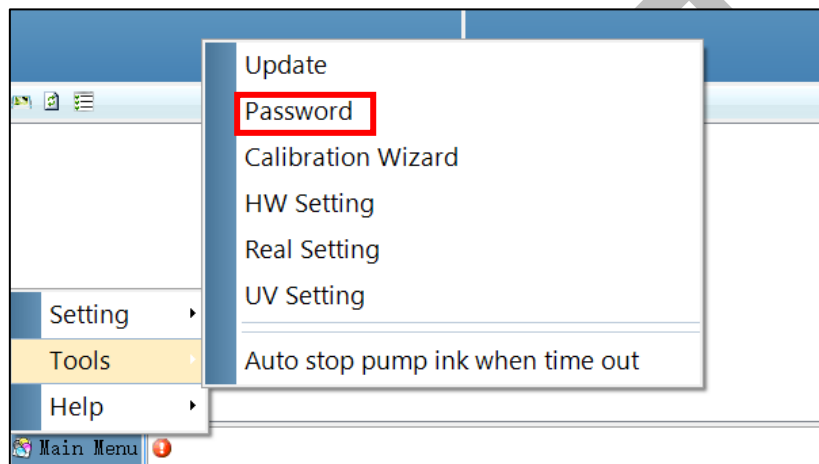 Update
Password
Calibration Wizard
HW Setting
Real Setting
UV Setting
Auto stop pump ink when time out
Setting
Tools
Help
Main Menu